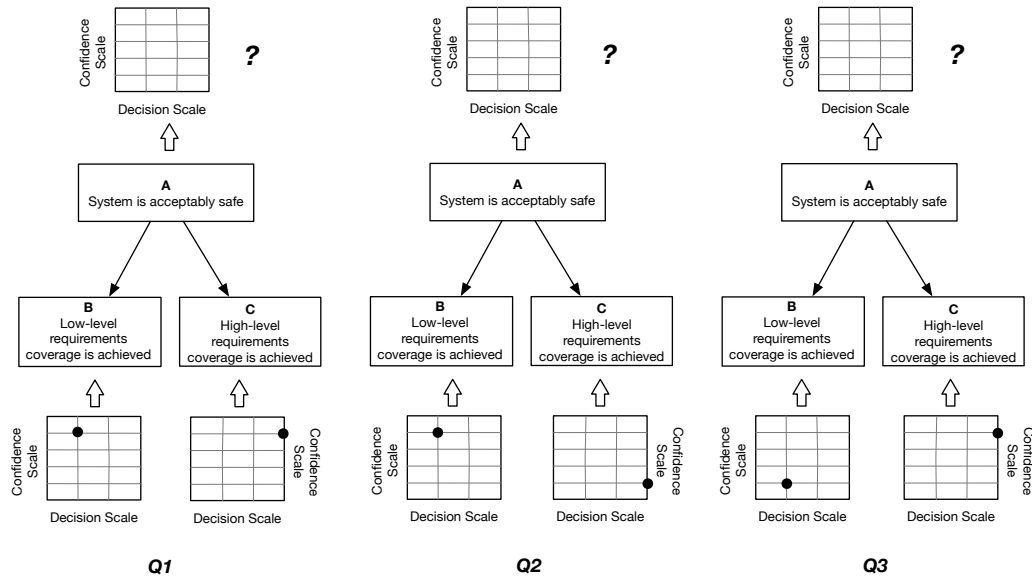 Confidence
Scale
?
Decision Scale
A
System is acceptably safe
B
Low-level
requirements
coverage is achieved
C
High-level
requirements
coverage is achieved
Confidence
Scale
Decision Scale
Confidence
Scale
Decision Scale
Q1
Confidence
Scale
?
Decision Scale
A
System is acceptably safe
B
Low-level
requirements
coverage is achieved
C
High-level
requirements
coverage is achieved
Confidence
Scale
Decision Scale
Confidence
Scale
Decision Scale
Q2
Confidence
Scale
?
Decision Scale
A
System is acceptably safe
B
Low-level
requirements
coverage is achieved
C
High-level
requirements
coverage is achieved
Confidence
Scale
Decision Scale
Confidence
Scale
Decision Scale
Q3